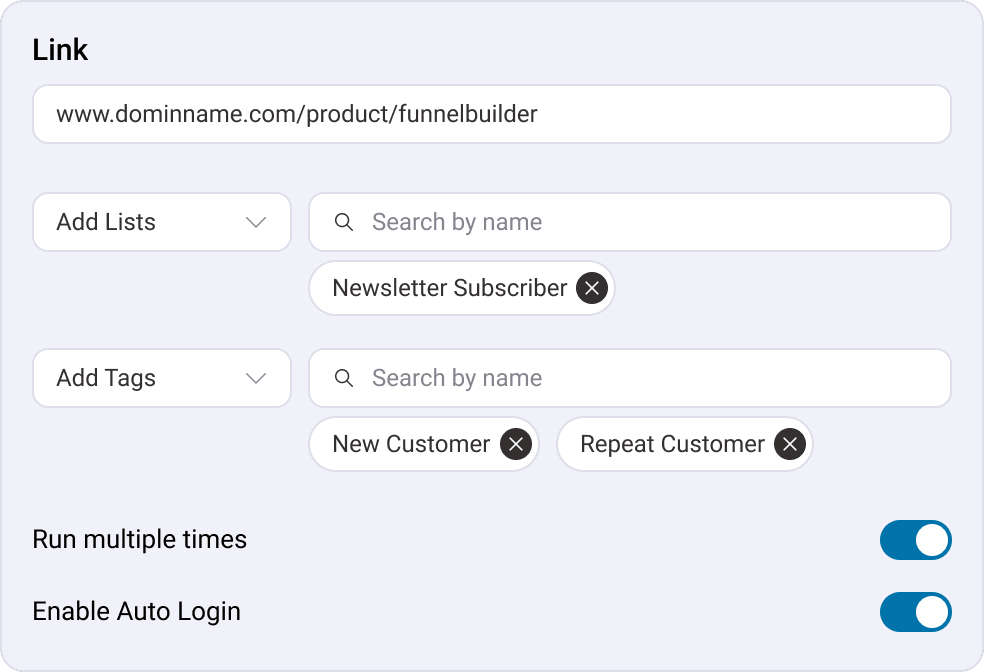 Link
www.dominname.com/product/funnelbuilder
Add Lists
Search by name
Newsletter Subscriber
Add Tags
Search by name
New Customer
Repeat Customer
Run multiple times
Enable Auto Login